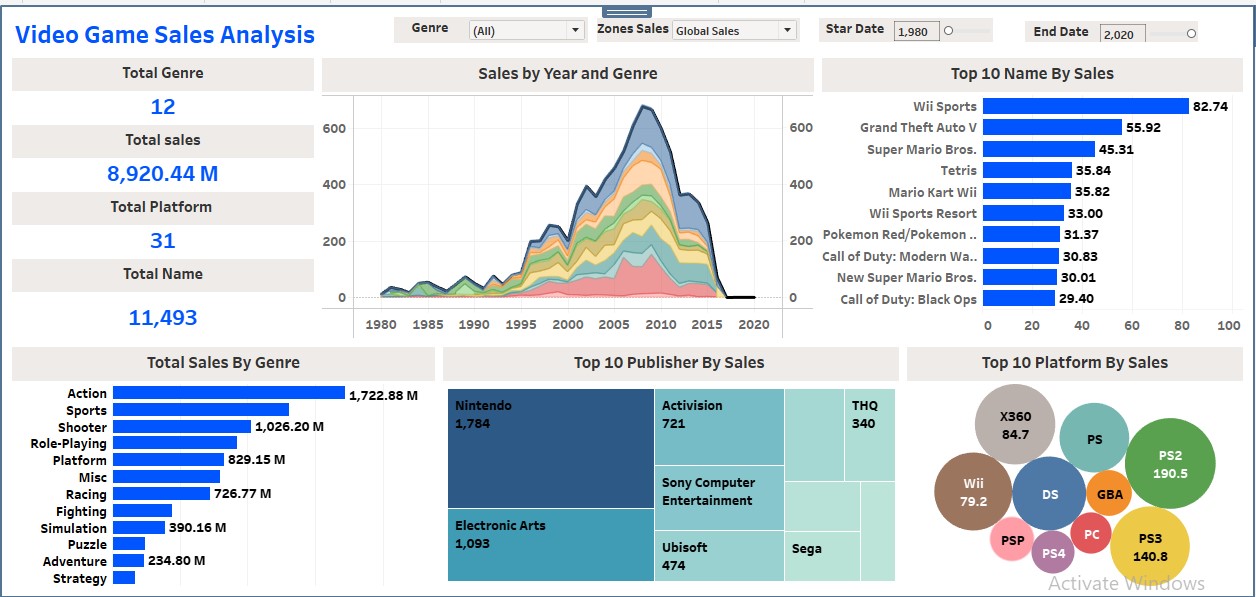 Video Game Sales Analysis
Genre
(All)
Zones Sales
Global Sales
Star Date
1,980
End Date
2,020
Total Genre
12
Total sales
8,920.44 M
Total Platform
31
Total Name
11,493
Sales by Year and Genre
600
400
200
0
600
400
200
0
1980 1985 1990 1995 2000 2005 2010 2015 2020
Top 10 Name By Sales
Wii Sports 82.74
Grand Theft Auto V 55.92
Super Mario Bros. 45.31
Tetris 35.84
Mario Kart Wii 35.82
Wii Sports Resort 33.00
Pokemon Red/Pokemon .. 31.37
Call of Duty: Modern Wa.. 30.83
New Super Mario Bros. 30.01
Call of Duty: Black Ops 29.40
0 20 40 60 80 100
Total Sales By Genre
Action 1,722.88 M
Sports
Shooter 1,026.20 M
Role-Playing
Platform 829.15 M
Misc
Racing 726.77 M
Fighting
Simulation 390.16 M
Puzzle
Adventure 234.80 M
Strategy
Top 10 Publisher By Sales
Nintendo
1,784
Electronic Arts
1,093
Activision
721
Sony Computer
Entertainment
Ubisoft
474
THQ
340
Sega
Top 10 Platform By Sales
X360
84.7
PS
PS2
190.5
Wii
79.2
DS
GBA
PSP
PS4
PC
PS3
140.8
Activate Windows